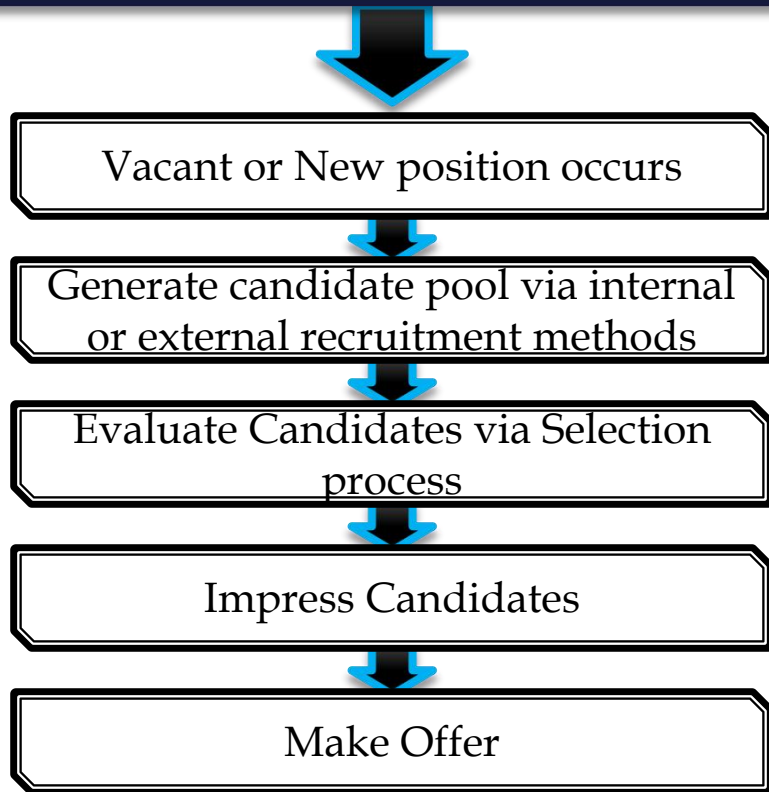 Vacant or New position occurs
Generate candidate pool via internal
or external recruitment methods
Evaluate Candidates via Selection
process
Impress Candidates
Make Offer